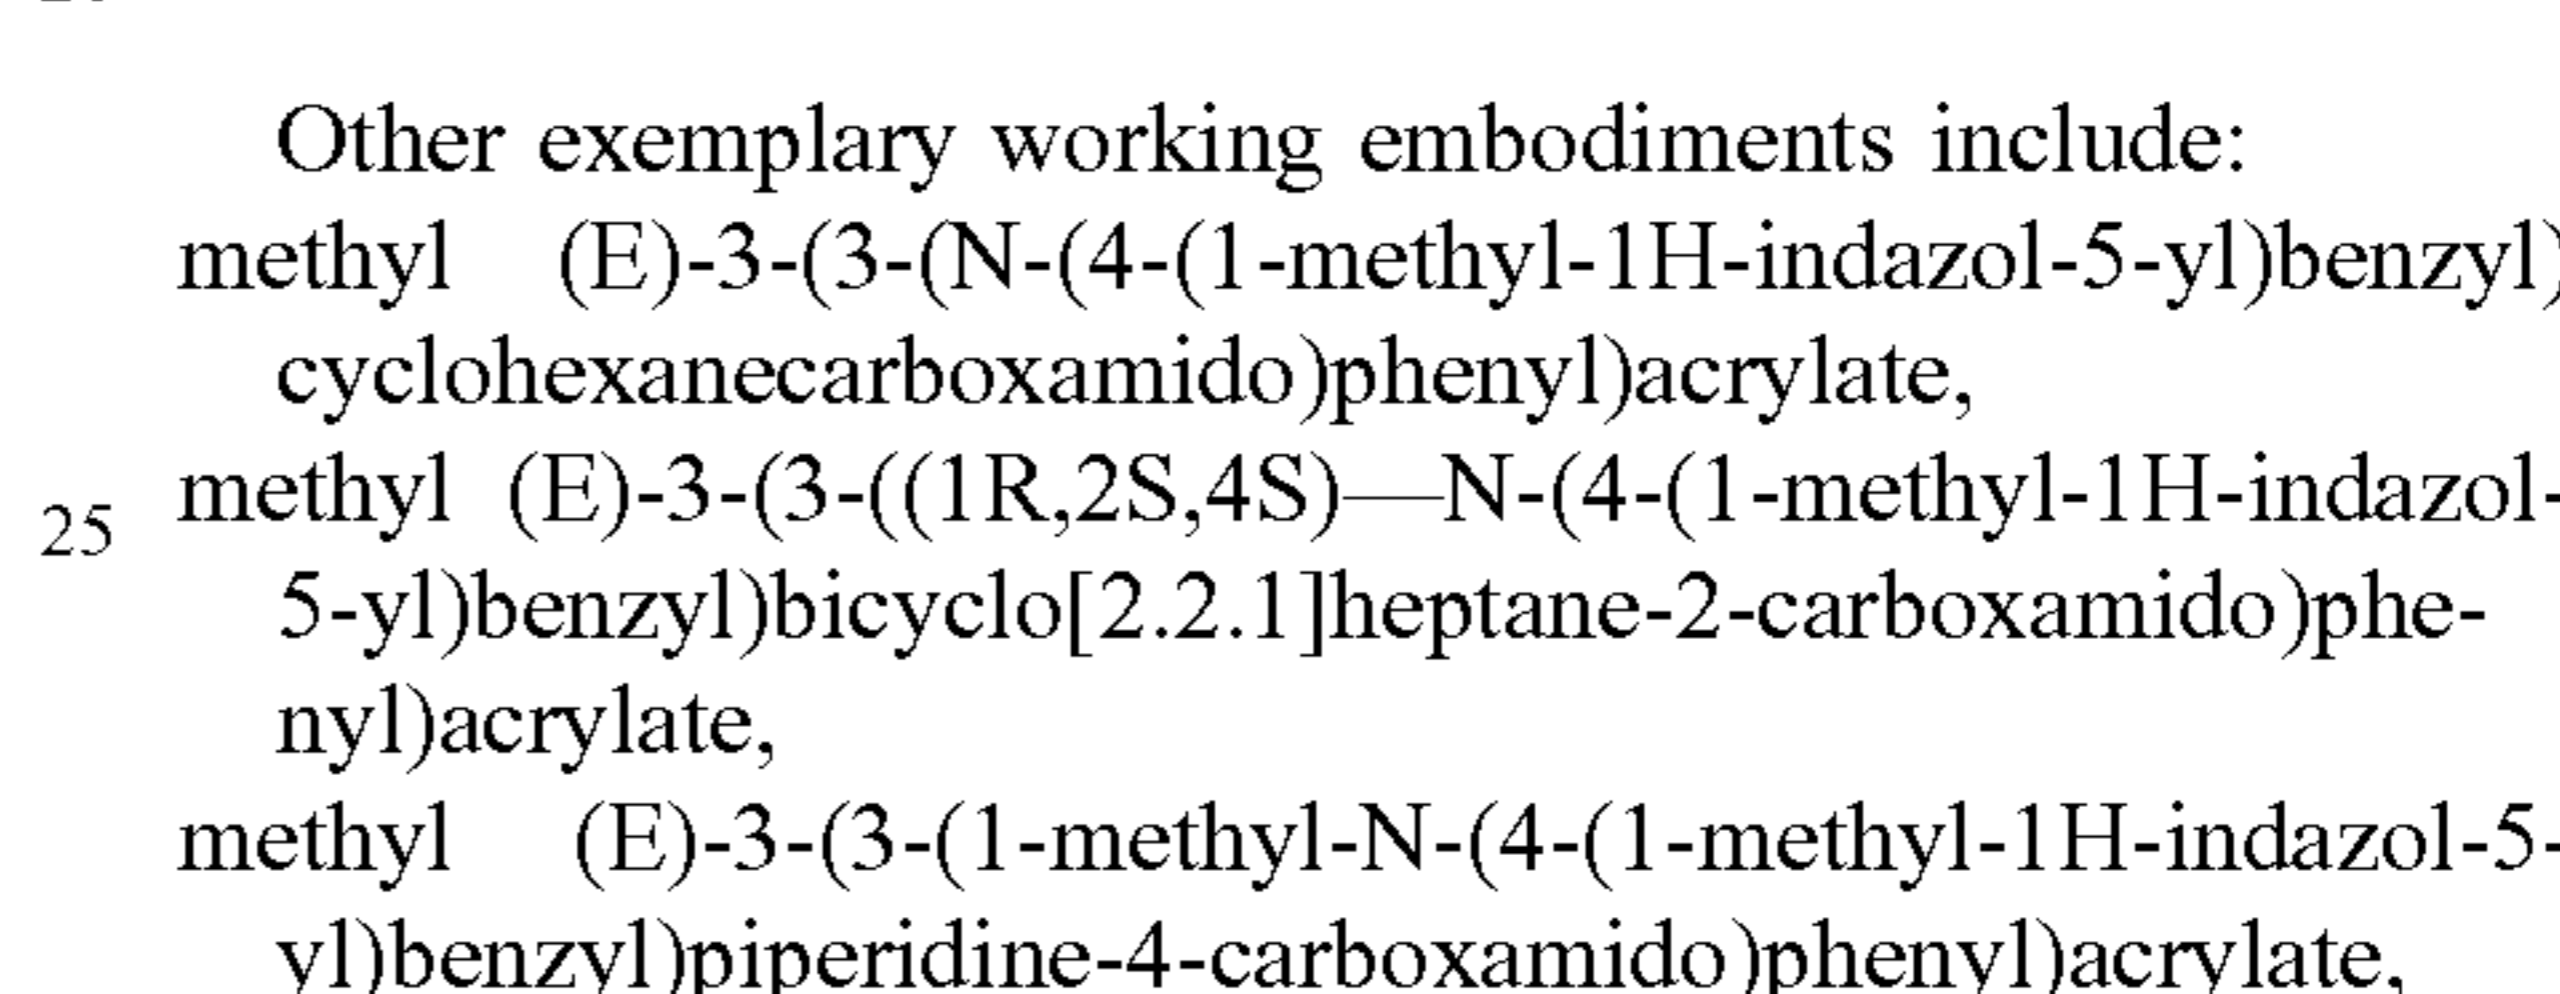 Other exemplary working embodiments include:
methyl (E)-3-(3-(N-(4-(1-methyl-1H-indazol-5-yl)benzyl)
cyclohexanecarboxamido)phenyl)acrylate,
methyl (E)-3-(3-((1R,2S,4S)—N-(4-(1-methyl-1H-indazol-
25
5-yl)benzyl)bicyclo[2.2.1]heptane-2-carboxamido)phe-
nyl)acrylate,
methyl (E)-3-(3-(1-methyl-N-(4-(1-methyl-1H-indazol-5-
yl)benzyl)piperidine-4-carboxamido)phenyl)acrylate,